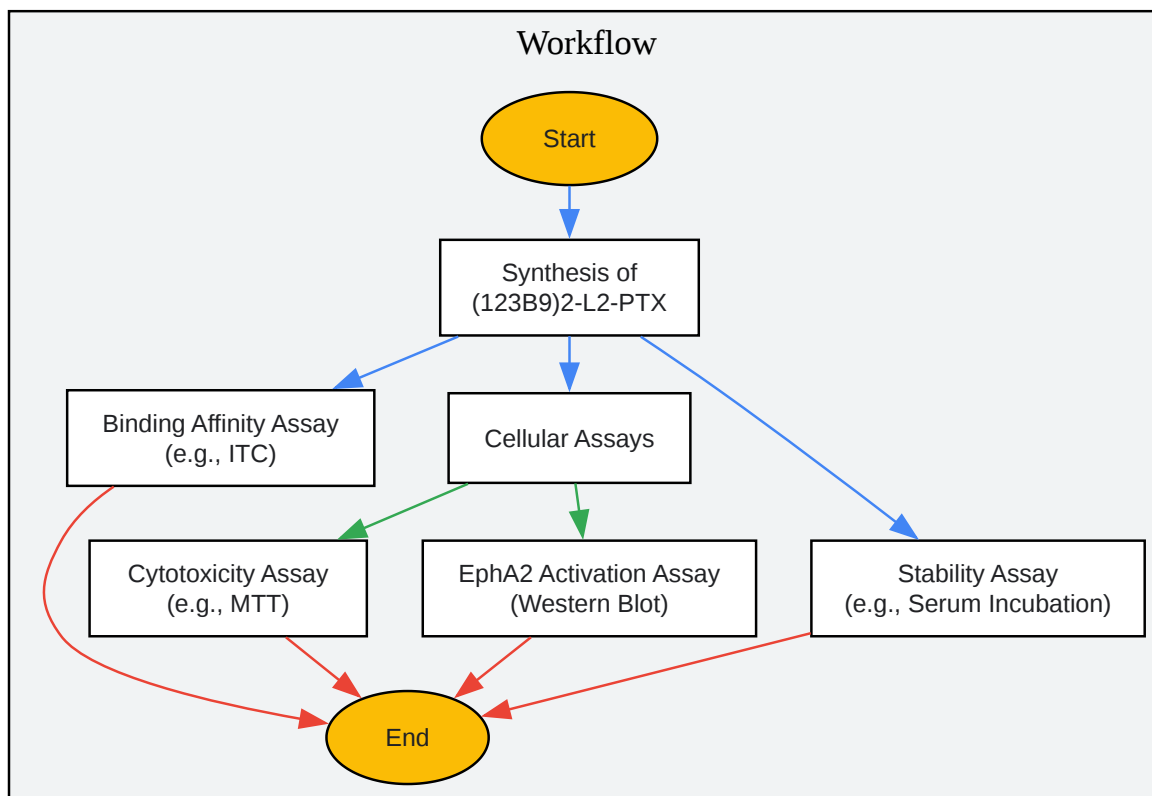 Workflow
Start
Synthesis of
(123B9)2-L2-PTX
Binding Affinity Assay
(e.g., ITC)
Cellular Assays
Cytotoxicity Assay
(e.g., MTT)
EphA2 Activation Assay
(Western Blot)
Stability Assay
(e.g., Serum Incubation)
End